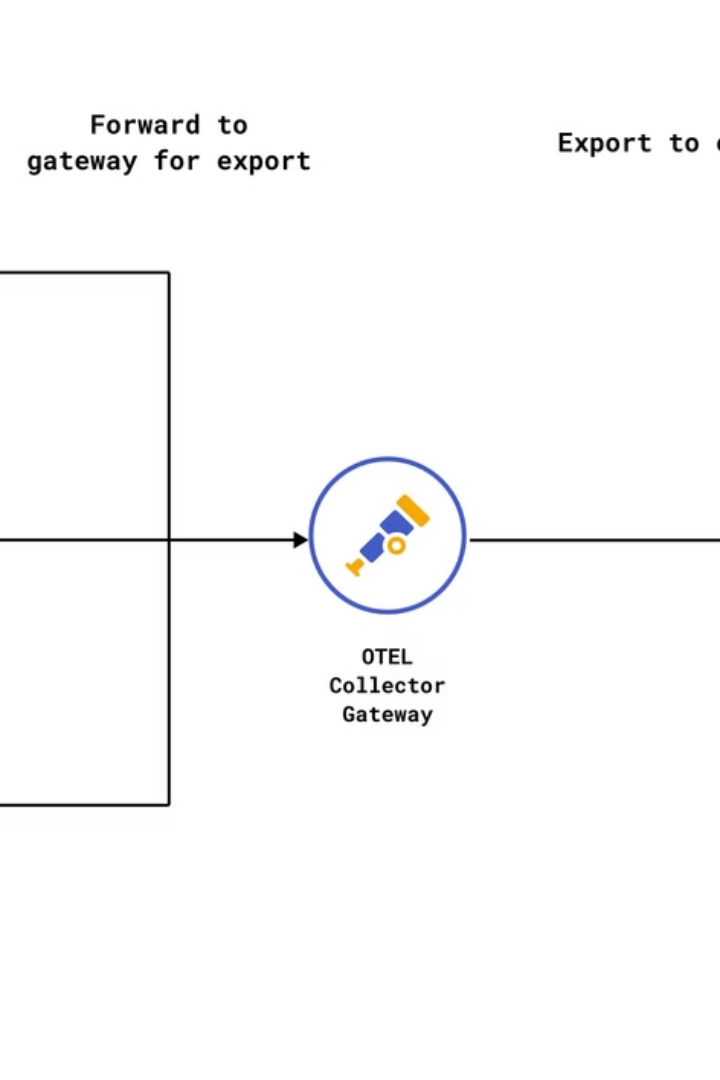 Forward to
gateway for export
Export to
OTEL
Collector
Gateway